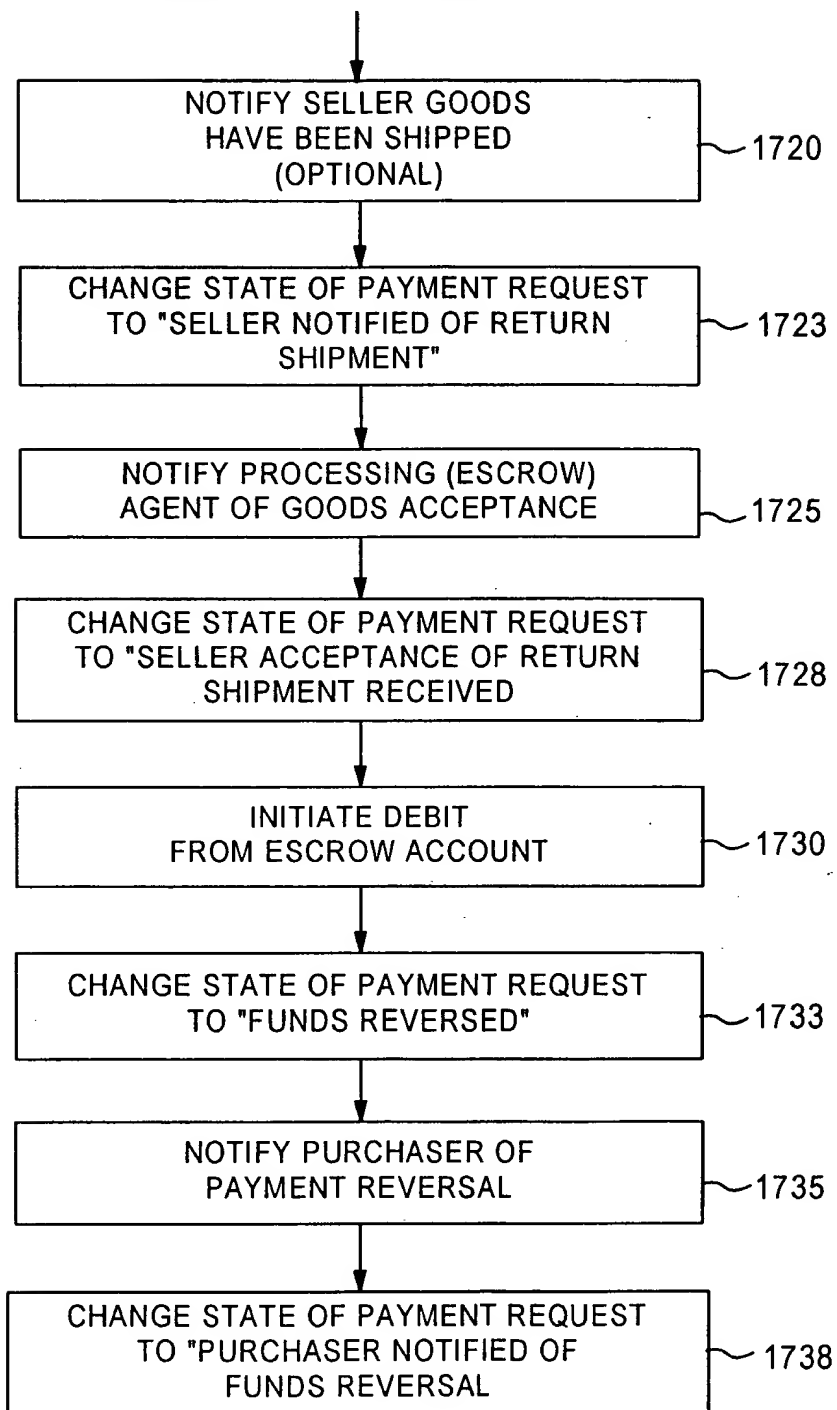 NOTIFY SELLER GOODS
HAVE BEEN SHIPPED
(OPTIONAL)
1720
CHANGE STATE OF PAYMENT REQUEST
TO "SELLER NOTIFIED OF RETURN
SHIPMENT"
1723
NOTIFY PROCESSING (ESCROW)
AGENT OF GOODS ACCEPTANCE
1725
CHANGE STATE OF PAYMENT REQUEST
TO "SELLER ACCEPTANCE OF RETURN
SHIPMENT RECEIVED
1728
INITIATE DEBIT
FROM ESCROW ACCOUNT
1730
CHANGE STATE OF PAYMENT REQUEST
TO "FUNDS REVERSED"
1733
NOTIFY PURCHASER OF
PAYMENT REVERSAL
1735
CHANGE STATE OF PAYMENT REQUEST
TO "PURCHASER NOTIFIED OF
FUNDS REVERSAL
1738